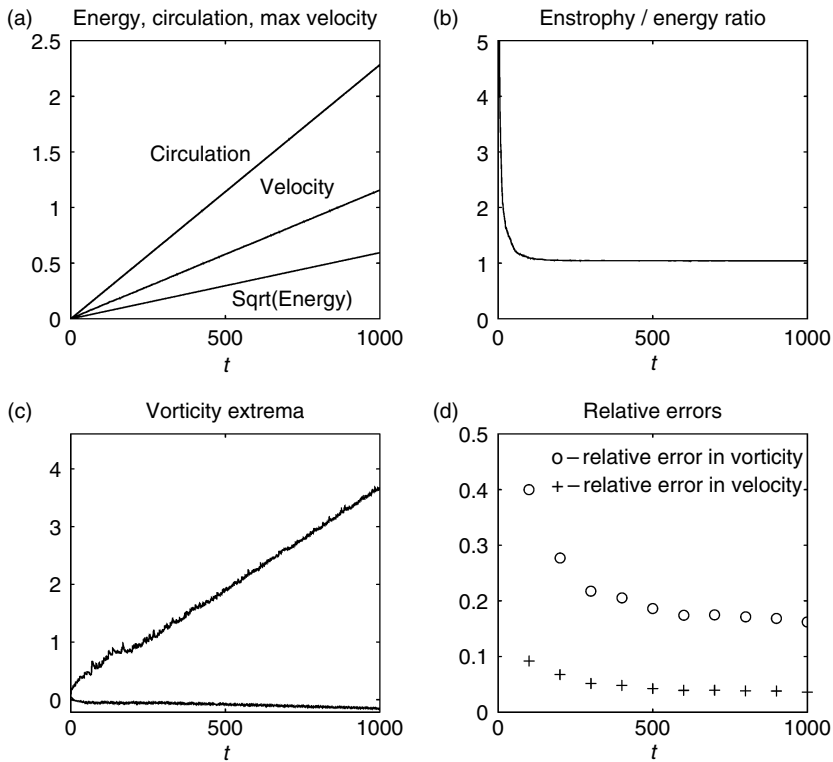 (a) Energy, circulation, max velocity
2.5
2
1.5
1
0.5
0
Circulation
Velocity
Sqrt(Energy)
0 500 1000
t
(b) Enstrophy / energy ratio
5
4
3
2
1
0
0 500 1000
t
(c) Vorticity extrema
4
3
2
1
0
0 500 1000
t
(d) Relative errors
0.5
0.4
0.3
0.2
0.1
0
o – relative error in vorticity
+ – relative error in velocity
0 500 1000
t